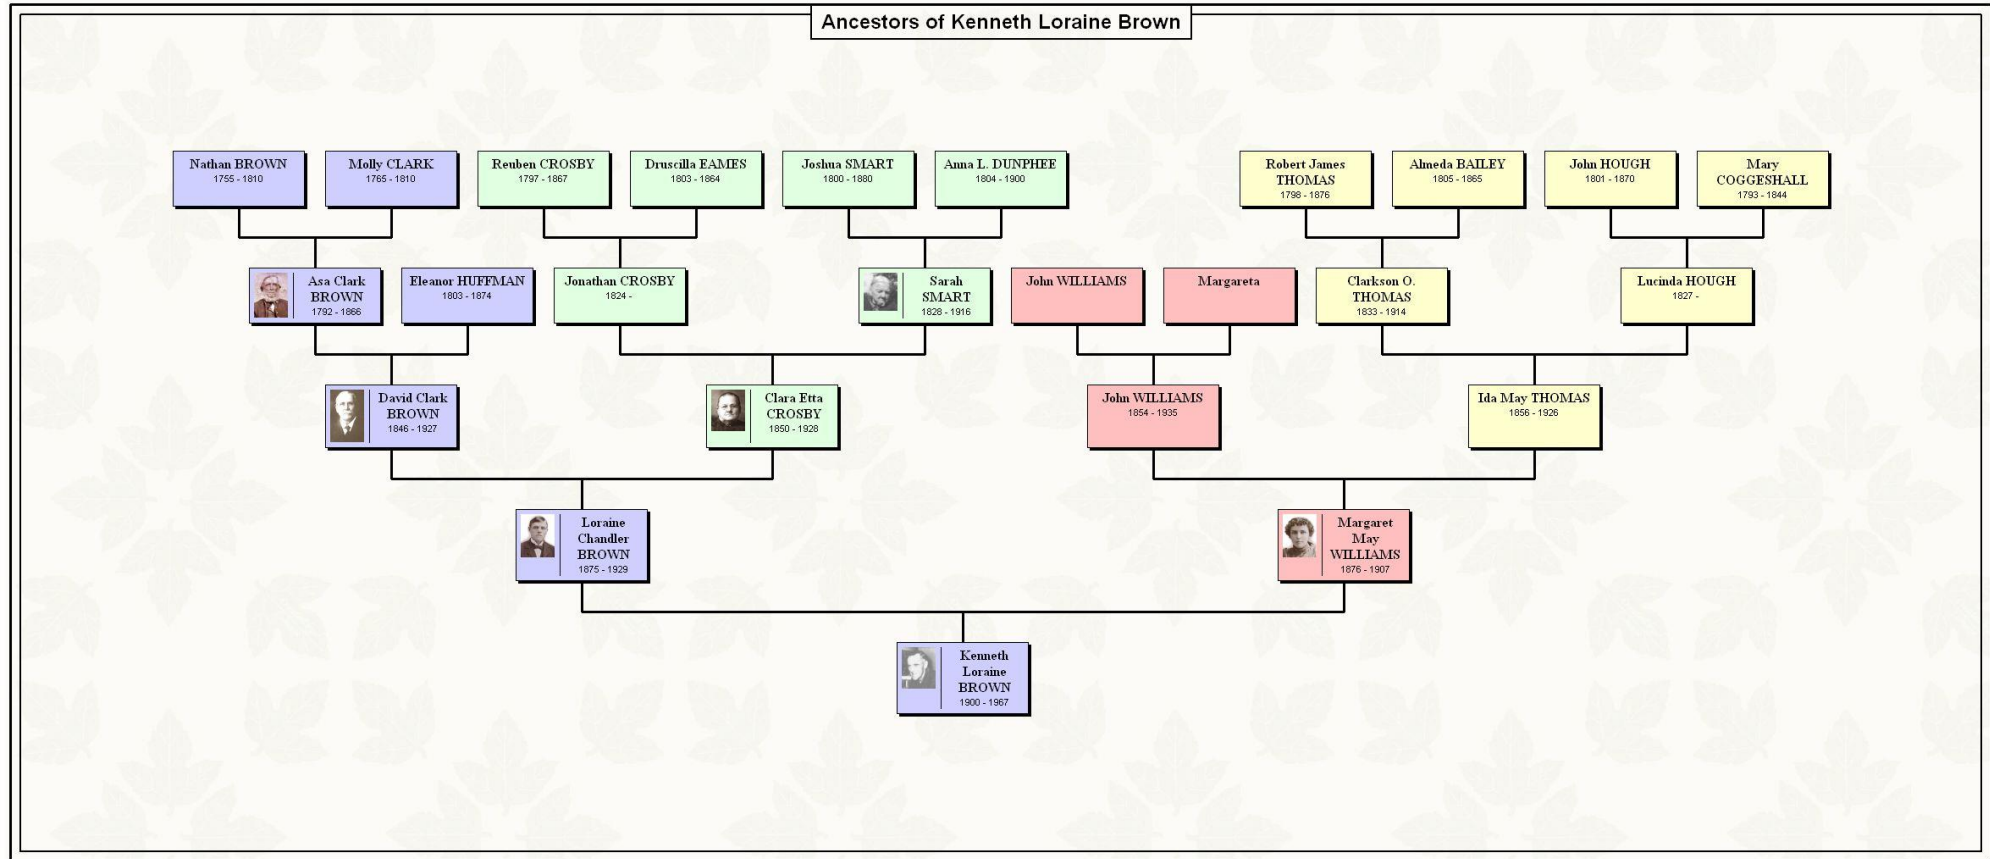 Ancestors of Kenneth Loraine Brown
Nathan BROWN
1755 - 1810
Molly CLARK
1765 - 1810
Reuben CROSBY
1797 - 1867
Druscilla EAMES
1803 - 1864
Joshua SMART
1800 - 1880
Anna L. DUNPHEE
1804 - 1900
Robert James
THOMAS
1798 - 1876
Almeda BAILEY
1805 - 1865
John HOUGH
1801 - 1870
Mary
COGGESHALL
1793 - 1844
Asa Clark
BROWN
1792 - 1866
Eleanor HUFFMAN
1803 - 1874
Jonathan CROSBY
1824 -
Sarah
SMART
1828 - 1916
John WILLIAMS
Margareta
Clarkson O.
THOMAS
1833 - 1914
Lucinda HOUGH
1827 -
David Clark
BROWN
1846 - 1927
Clara Etta
CROSBY
1850 - 1928
John WILLIAMS
1854 - 1935
Ida May THOMAS
1856 - 1926
Loraine
Chandler
BROWN
1875 - 1929
Margaret
May
WILLIAMS
1876 - 1907
Kenneth
Loraine
BROWN
1900 - 1967